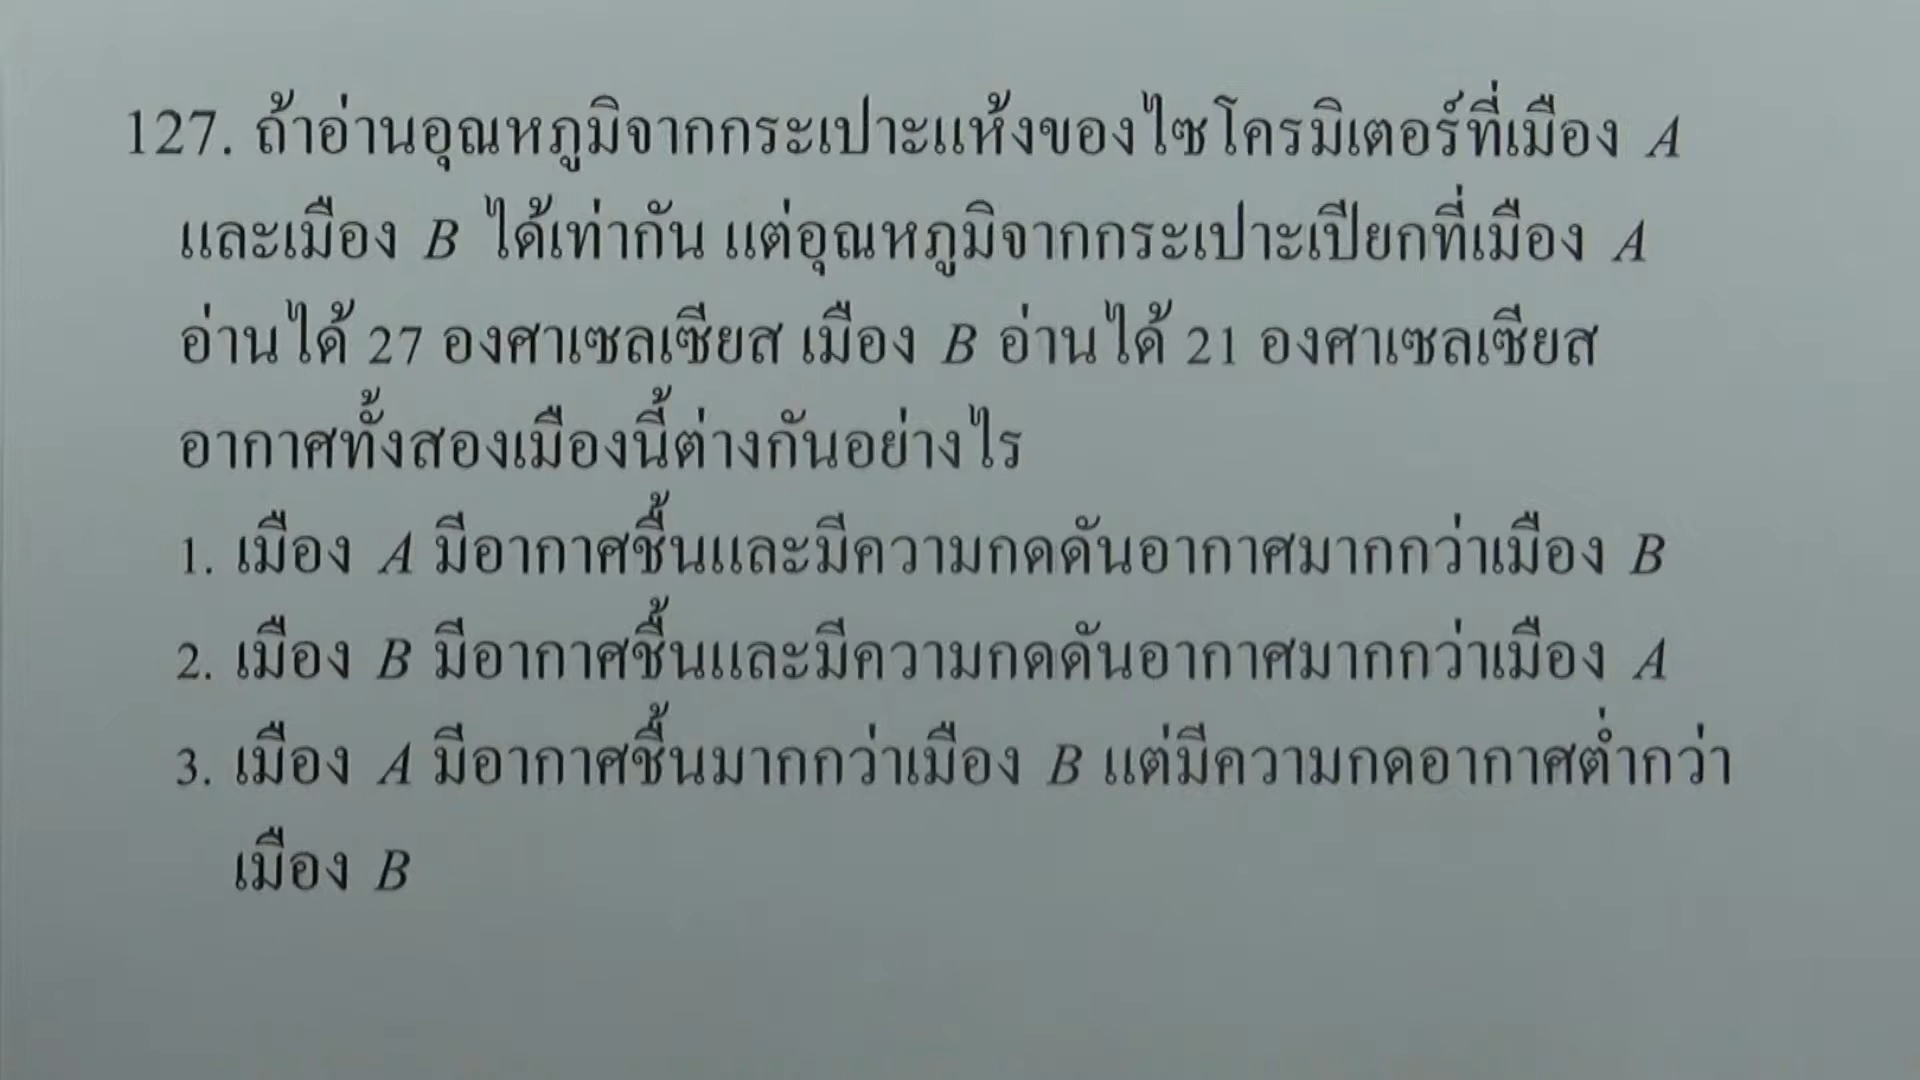 127. ถ้าอ่านอุณหภูมิจากกระเปาะแห้งของไซโครมิเตอร์ที่เมือง A
และเมือง B ได้เท่ากัน แต่อุณหภูมิจากกระเปาะเปียกที่เมือง A
อ่านได้ 27 องศาเซลเซียส เมือง B อ่านได้ 21 องศาเซลเซียส
อากาศทั้งสองเมืองนี้ต่างกันอย่างไร
1. เมือง A มีอากาศชื้นและมีความกดดันอากาศมากกว่าเมือง B
2. เมือง B มีอากาศชื้นและมีความกดดันอากาศมากกว่าเมือง A
3. เมือง A มีอากาศชื้นมากกว่าเมือง B แต่มีความกดอากาศต่ำกว่า
เมือง B